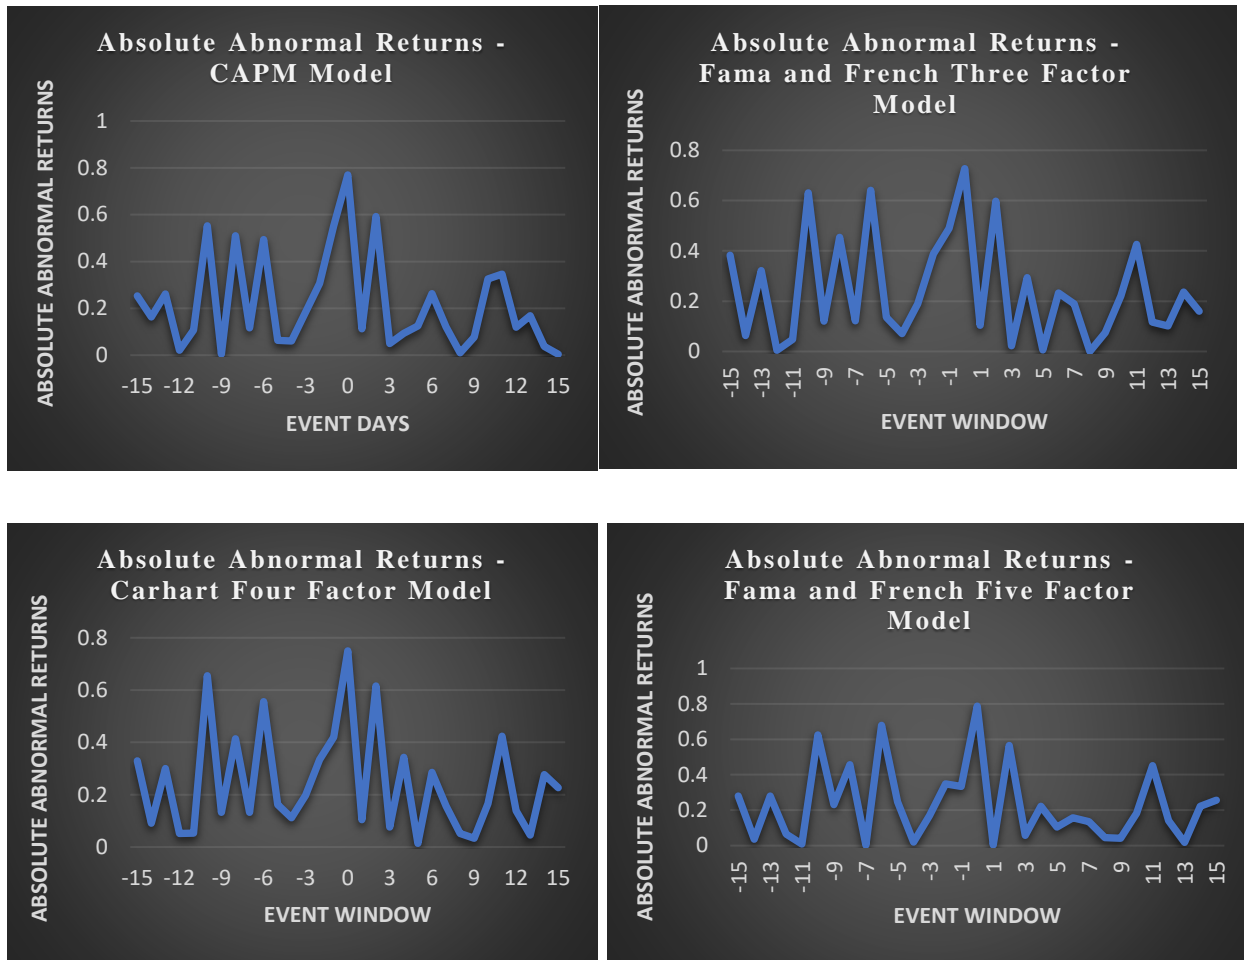 Absolute Abnormal Returns -
CAPM Model
ABSOLUTE ABNORMAL RETURNS
1
0.8
0.6
0.4
0.2
0
-15 -12 -9 -6 -3 0 3 6 9 12 15
EVENT DAYS
Absolute Abnormal Returns -
Fama and French Three Factor
Model
ABSOLUTE ABNORMAL RETURNS
0.8
0.6
0.4
0.2
0
-15 -13 -11 -9 -7 -5 -3 -1 1 3 5 7 9 11 13 15
EVENT WINDOW
Absolute Abnormal Returns -
Carhart Four Factor Model
ABSOLUTE ABNORMAL RETURNS
0.8
0.6
0.4
0.2
0
-15 -12 -9 -6 -3 0 3 6 9 12 15
EVENT WINDOW
Absolute Abnormal Returns -
Fama and French Five Factor
Model
ABSOLUTE ABNORMAL RETURNS
1
0.8
0.6
0.4
0.2
0
-15 -13 -11 -9 -7 -5 -3 -1 1 3 5 7 9 11 13 15
EVENT WINDOW